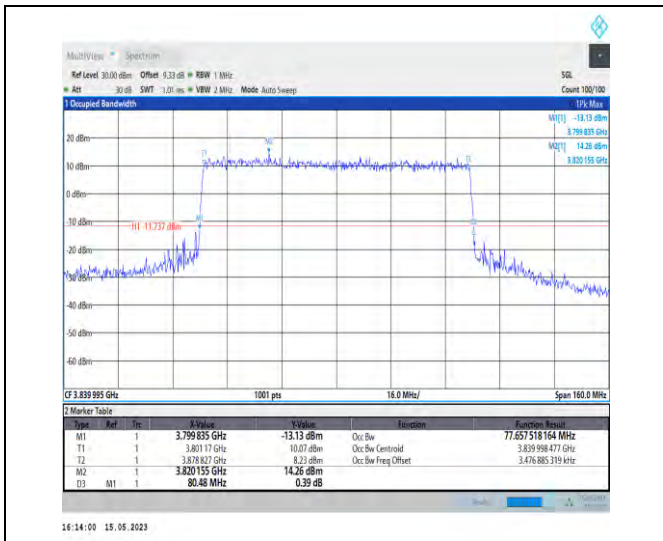 MultiView Spectrum
Ref Level 30.00 dBm Offset 9.33 dB RBW 1 MHz SGL
Att 30 dB SWT 1.01 ms VBW 2 MHz Mode Auto Sweep Count 100/100
1 Occupied Bandwidth 1Pk Max
M1[1] -13.13 dBm
3.799 835 GHz
M2[1] 14.26 dBm
3.820 155 GHz
20 dBm
M2
T1
T2
10 dBm
0 dBm
-10 dBm
M1
H1 -11.737 dBm
-20 dBm
-30 dBm
-40 dBm
-50 dBm
-60 dBm
CF 3.839 995 GHz 1001 pts 16.0 MHz/ Span 160.0 MHz
2 Marker Table
Type Ref Trc X-Value Y-Value Function Function Result
M1 1 3.799 835 GHz -13.13 dBm Occ Bw 77.657 518 164 MHz
T1 1 3.801 17 GHz 10.07 dBm Occ Bw Centroid 3.839 998 477 GHz
T2 1 3.878 827 GHz 8.23 dBm Occ Bw Freq Offset 3.476 885 319 kHz
M2 1 3.820 155 GHz 14.26 dBm
D3 M1 1 80.48 MHz 0.39 dB
16:14:00 15.05.2023